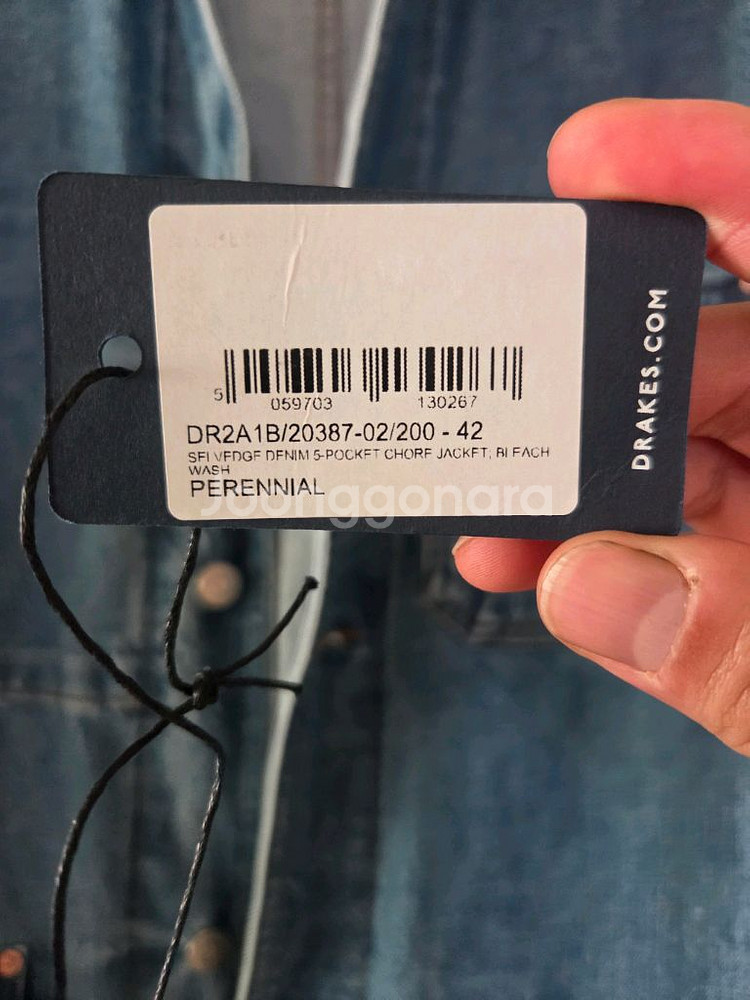 5 059703 130267
DR2A1B/20387-02/200 - 42
SELVEDGE DENIM 5-POCKET CHORE JACKET, BLEACH
WASH
PERENNIAL
DRAKES.COM
Joonggonara